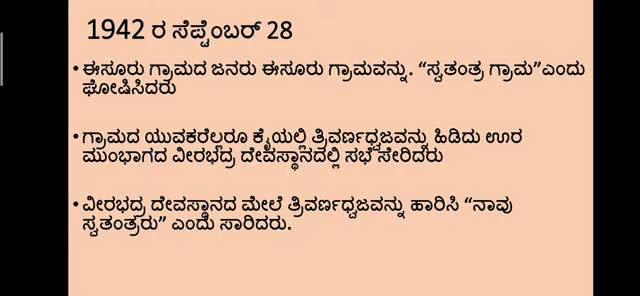 1942 ರ ಸೆಪ್ಟೆಂಬರ್ 28
• ಈಸೂರು ಗ್ರಾಮದ ಜನರು ಈಸೂರು ಗ್ರಾಮವನ್ನು. “ಸ್ವತಂತ್ರ ಗ್ರಾಮ”ಎಂದು
ಘೋಷಿಸಿದರು
• ಗ್ರಾಮದ ಯುವಕರೆಲ್ಲರೂ ಕೈಯಲ್ಲಿ ತ್ರಿವರ್ಣಧ್ವಜವನ್ನು ಹಿಡಿದು ಊರ
ಮುಂಭಾಗದ ವೀರಭದ್ರ ದೇವಸ್ಥಾನದಲ್ಲಿ ಸಭೆ ಸೇರಿದರು
• ವೀರಭದ್ರ ದೇವಸ್ಥಾನದ ಮೇಲೆ ತ್ರಿವರ್ಣಧ್ವಜವನ್ನು ಹಾರಿಸಿ “ನಾವು
ಸ್ವತಂತ್ರರು” ಎಂದು ಸಾರಿದರು.